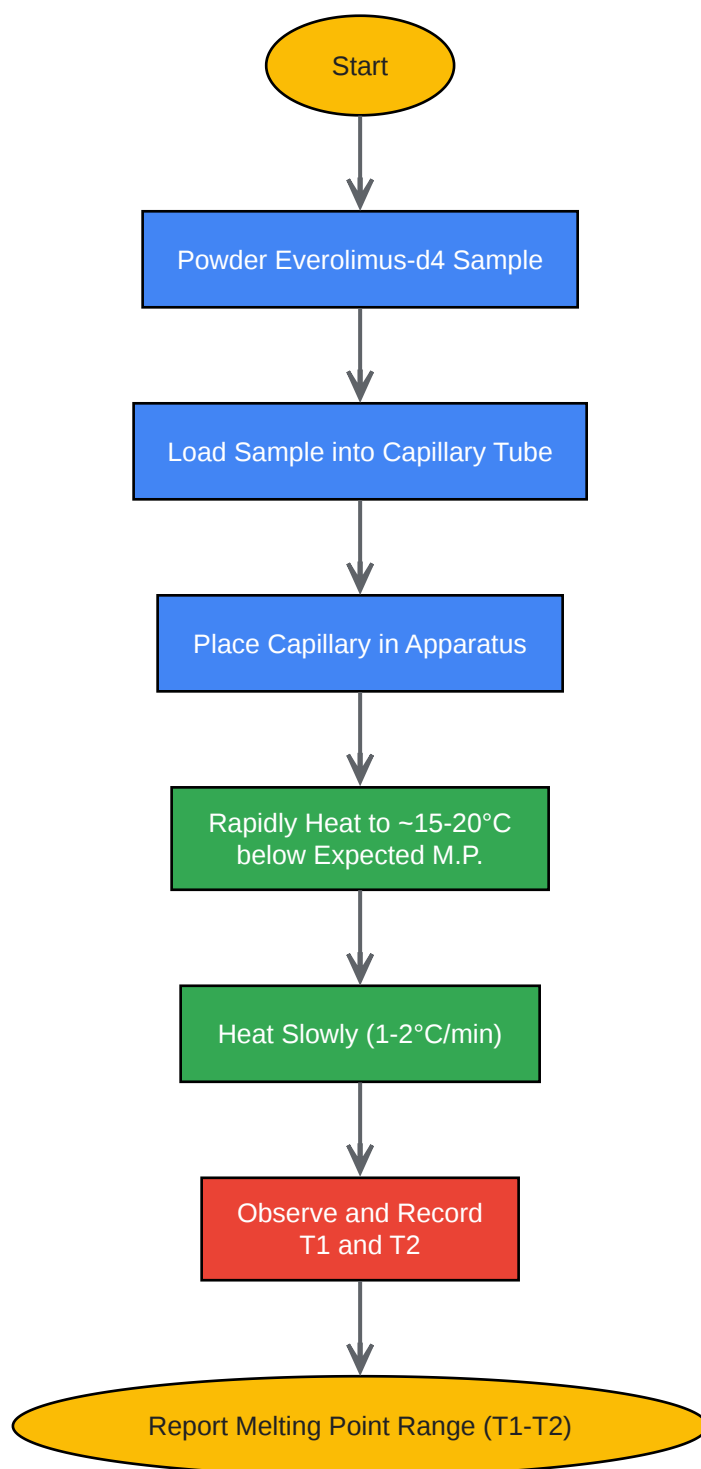 Start
Powder Everolimus-d4 Sample
Load Sample into Capillary Tube
Place Capillary in Apparatus
Rapidly Heat to ~15-20°C
below Expected M.P.
Heat Slowly (1-2°C/min)
Observe and Record
T1 and T2
Report Melting Point Range (T1-T2)